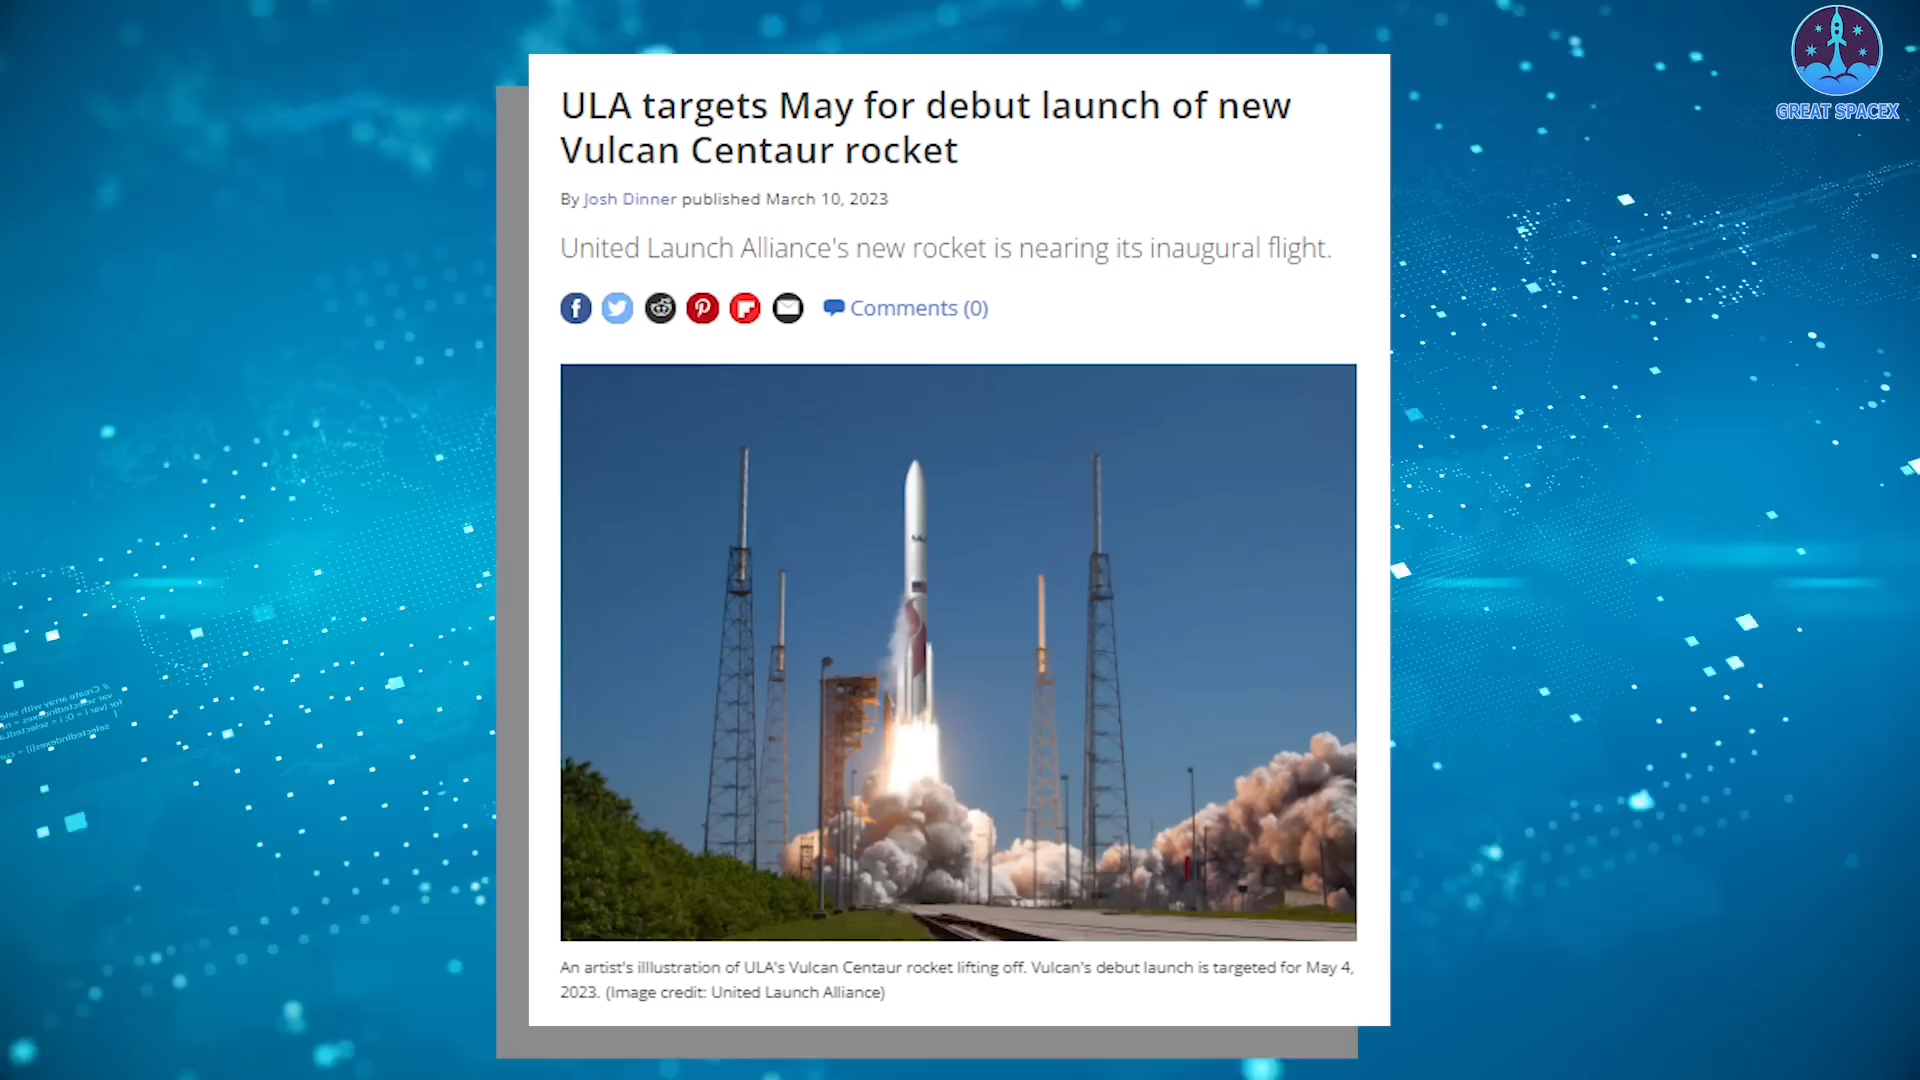 GREAT SPACEX
ULA targets May for debut launch of new
Vulcan Centaur rocket
By Josh Dinner published March 10, 2023
United Launch Alliance's new rocket is nearing its inaugural flight.
Comments (0)
An artist's illlustration of ULA's Vulcan Centaur rocket lifting off. Vulcan's debut launch is targeted for May 4,
2023. (Image credit: United Launch Alliance)